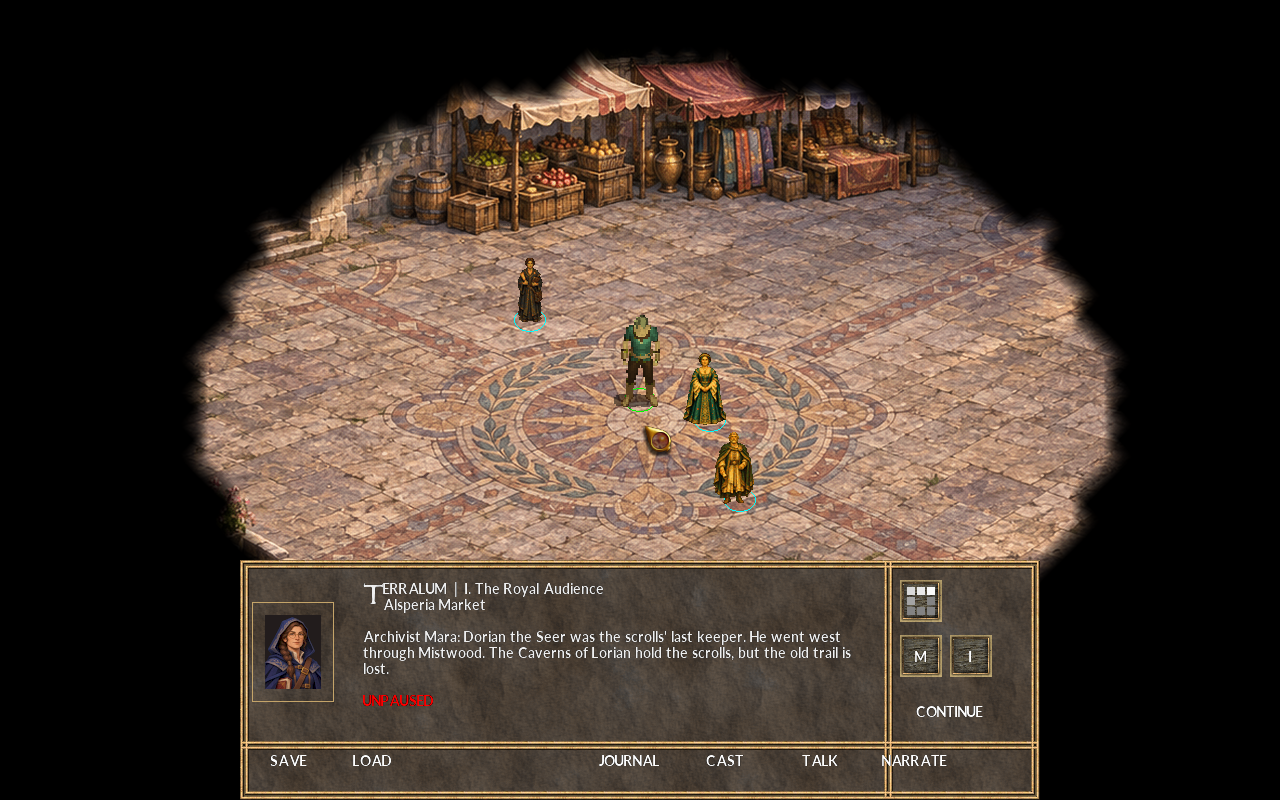 TERRALUM | I. The Royal Audience
Alsperia Market
Archivist Mara: Dorian the Seer was the scrolls' last keeper. He went west
through Mistwood. The Caverns of Lorian hold the scrolls, but the old trail is
lost.
UNPAUSED
M I
CONTINUE
SAVE LOAD JOURNAL CAST TALK NARRATE